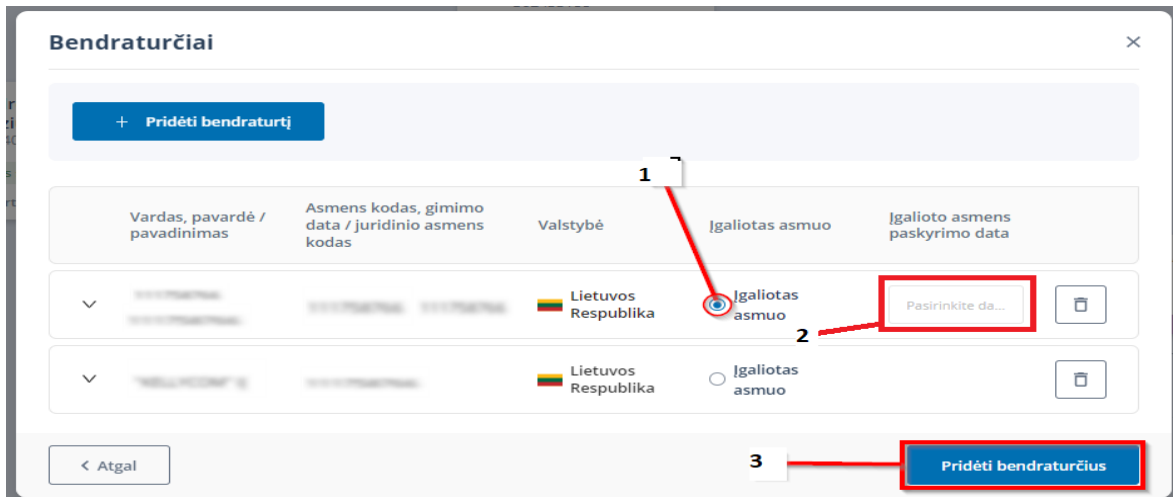 Bendraturčiai
+ Pridėti bendraturtį
1
Vardas, pavardė /
pavadinimas
Asmens kodas, gimimo
data / juridinio asmens
kodas
Valstybė
Įgaliotas asmuo
Įgalioto asmens
paskyrimo data
Lietuvos
Respublika
Įgaliotas
asmuo
Pasirinkite da...
2
Lietuvos
Respublika
Įgaliotas
asmuo
< Atgal
3
Pridėti bendraturčius